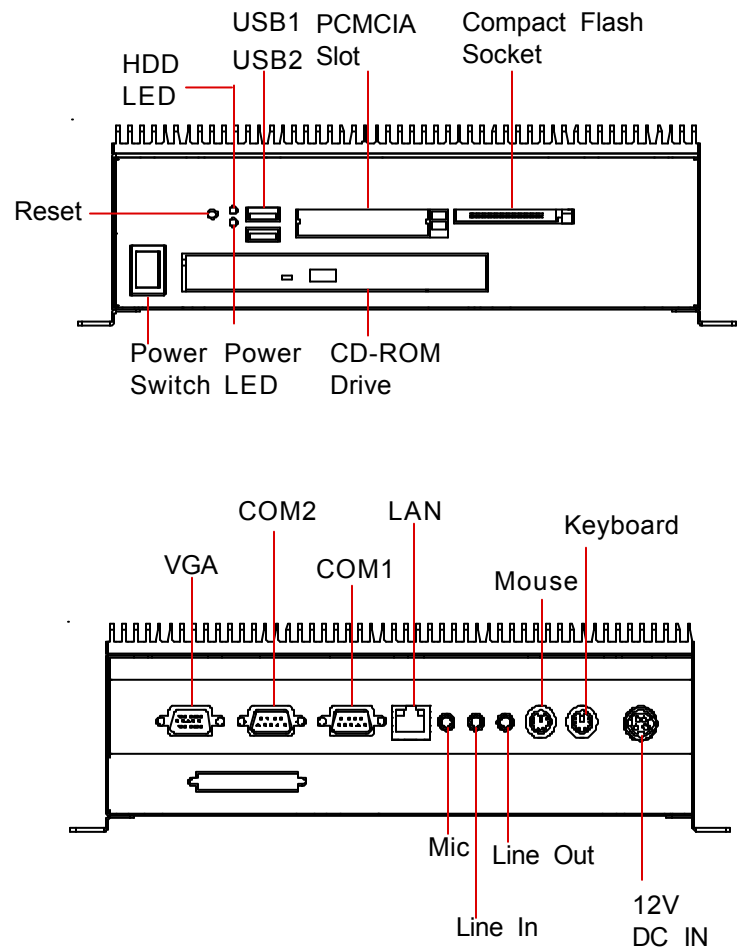 USB1 PCMCIA Compact Flash
HDD USB2 Slot Socket
LED
Reset
Power Power CD-ROM
Switch LED Drive
COM2 LAN
Keyboard
VGA COM1 Mouse
Mic Line Out
Line In 12V
DC IN